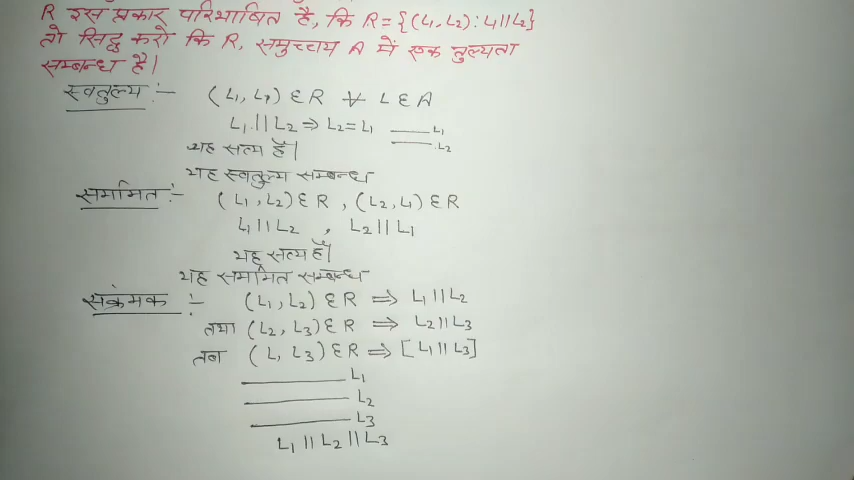 R इस प्रकार परिभाषित है, कि R = {(L₁, L₂) : L₁ || L₂}
तो सिद्ध करो कि R, समुच्चय A में एक तुल्यता
सम्बन्ध है।
स्वतुल्य :- (L₁, L₁) ∈ R ∀ L ∈ A
L₁ || L₂ ⇒ L₂ = L₁ L₁
L₂
यह सत्य है।
यह स्वतुल्य सम्बन्ध
सममित :- (L₁, L₂) ∈ R , (L₂, L₁) ∈ R
L₁ || L₂ , L₂ || L₁
यह सत्य है।
यह सममित सम्बन्ध
संक्रमक :- (L₁, L₂) ∈ R ⇒ L₁ || L₂
तथा (L₂, L₃) ∈ R ⇒ L₂ || L₃
तब (L, L₃) ∈ R ⇒ [L₁ || L₃]
L₁
L₂
L₃
L₁ || L₂ || L₃